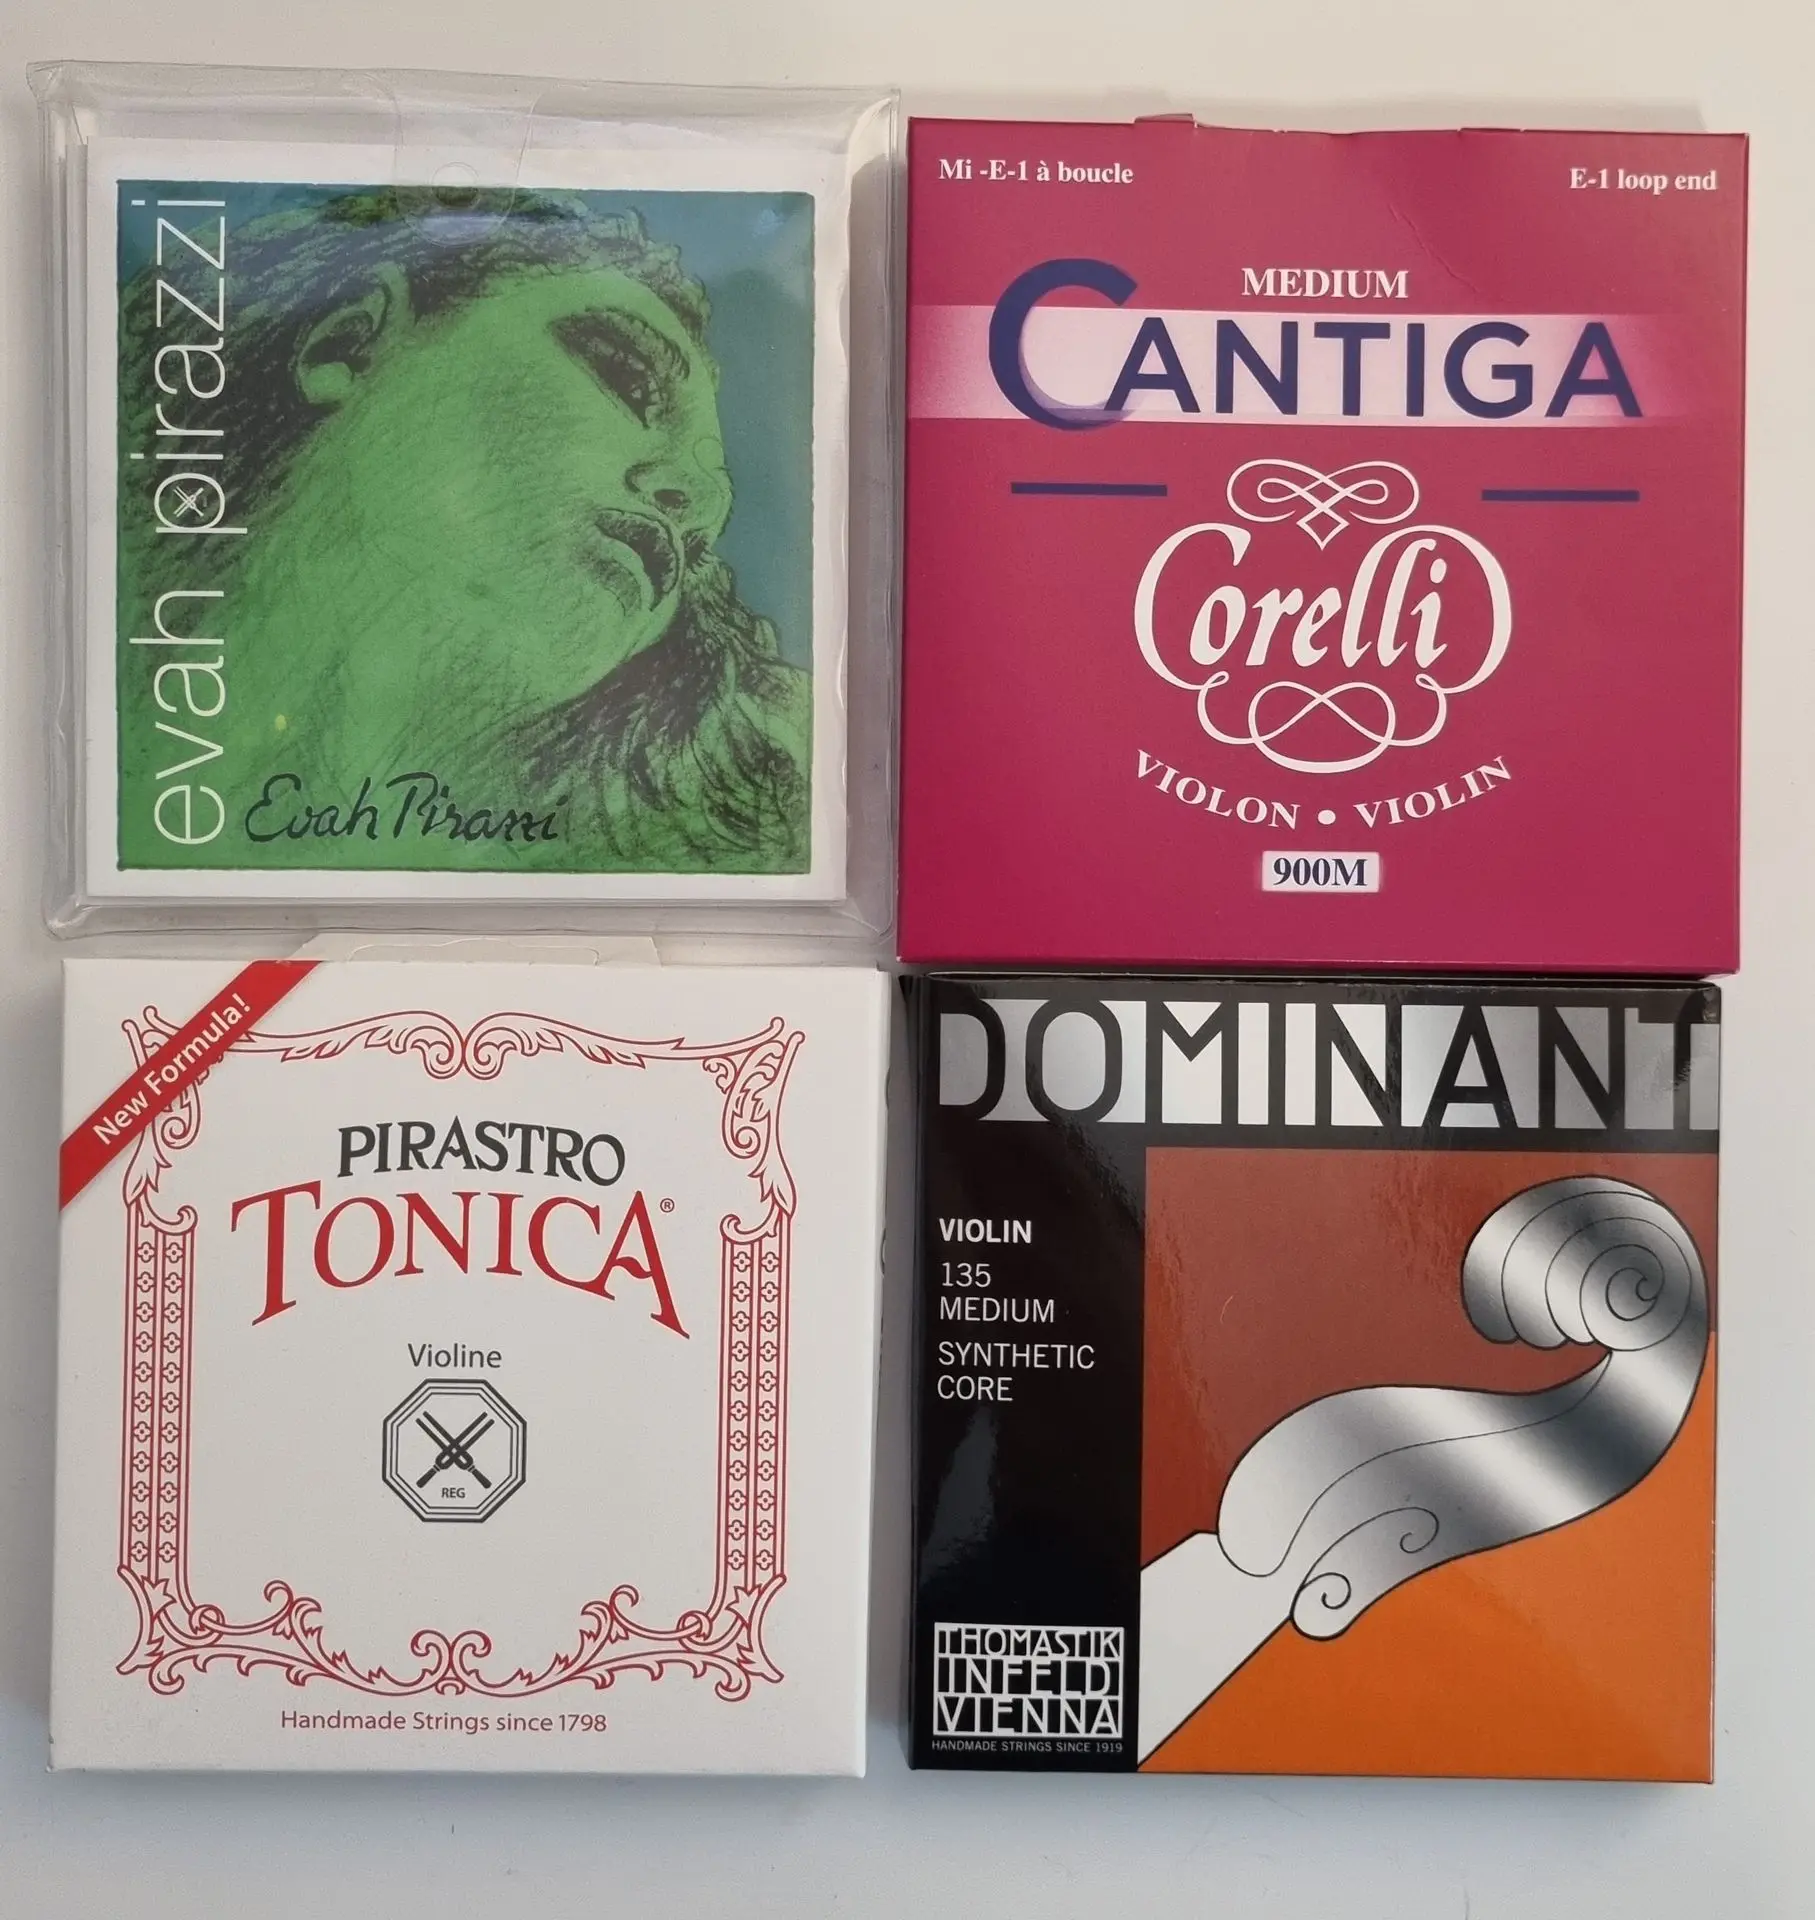 evah pirazzi
Evah Pirazzi
Mi -E-1 à boucle
E-1 loop end
MEDIUM
CANTIGA
Corelli
VIOLON • VIOLIN
900M
New Formula!
PIRASTRO
TONICA®
Violine
REG
Handmade Strings since 1798
DOMINANT
VIOLIN
135
MEDIUM
SYNTHETIC
CORE
THOMASTIK
INFELD
VIENNA
HANDMADE STRINGS SINCE 1919